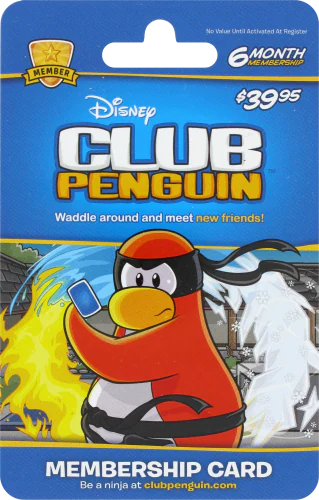 No Value Until Activated At Register
MEMBER
6 MONTH
MEMBERSHIP
$39.95
Disney
CLUB
PENGUIN™
Waddle around and meet new friends!
MEMBERSHIP CARD
Be a ninja at clubpenguin.com